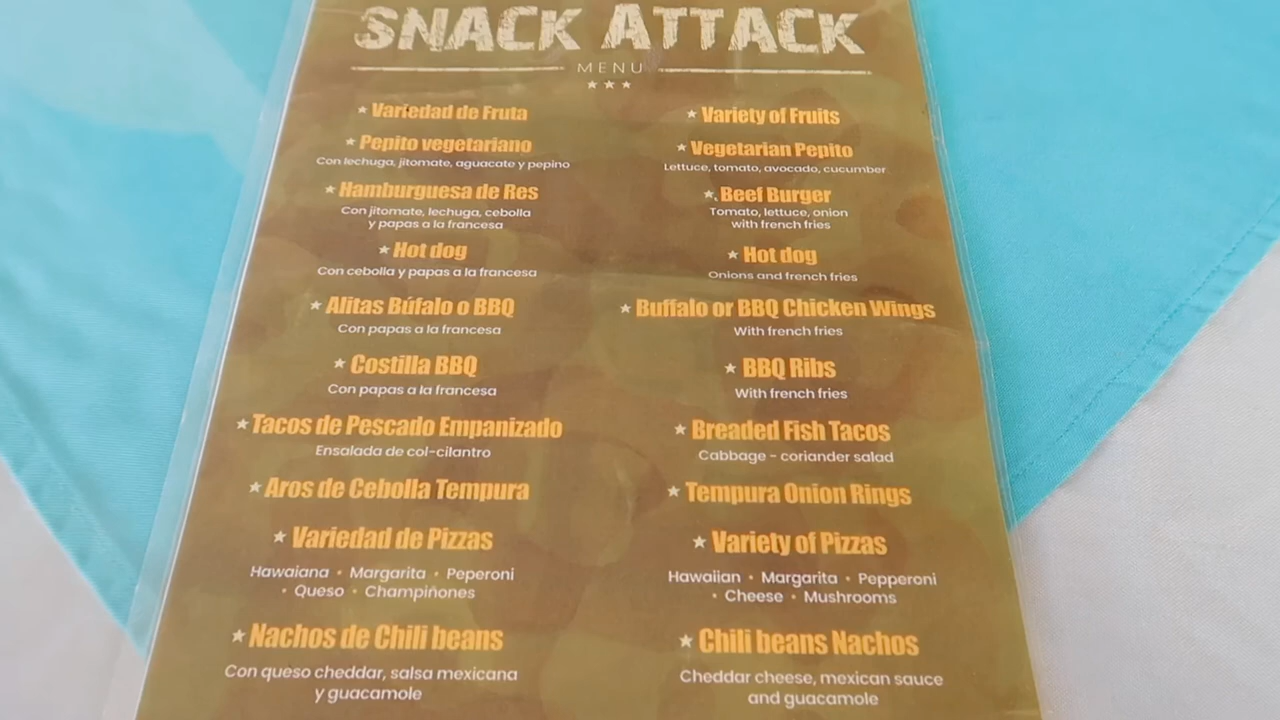 SNACK ATTACK
MENU
Variedad de Fruta
Pepito vegetariano
Con lechuga, jitomate, aguacate y pepino
Hamburguesa de Res
Con jitomate, lechuga, cebolla
y papas a la francesa
Hot dog
Con cebolla y papas a la francesa
Alitas Búfalo o BBQ
Con papas a la francesa
Costilla BBQ
Con papas a la francesa
Tacos de Pescado Empanizado
Ensalada de col-cilantro
Aros de Cebolla Tempura
Variedad de Pizzas
Hawaiana • Margarita • Peperoni
• Queso • Champiñones
Nachos de Chili beans
Con queso cheddar, salsa mexicana
y guacamole
Variety of Fruits
Vegetarian Pepito
Lettuce, tomato, avocado, cucumber
Beef Burger
Tomato, lettuce, onion
with french fries
Hot dog
Onions and french fries
Buffalo or BBQ Chicken Wings
With french fries
BBQ Ribs
With french fries
Breaded Fish Tacos
Cabbage - coriander salad
Tempura Onion Rings
Variety of Pizzas
Hawaiian • Margarita • Pepperoni
• Cheese • Mushrooms
Chili beans Nachos
Cheddar cheese, mexican sauce
and guacamole